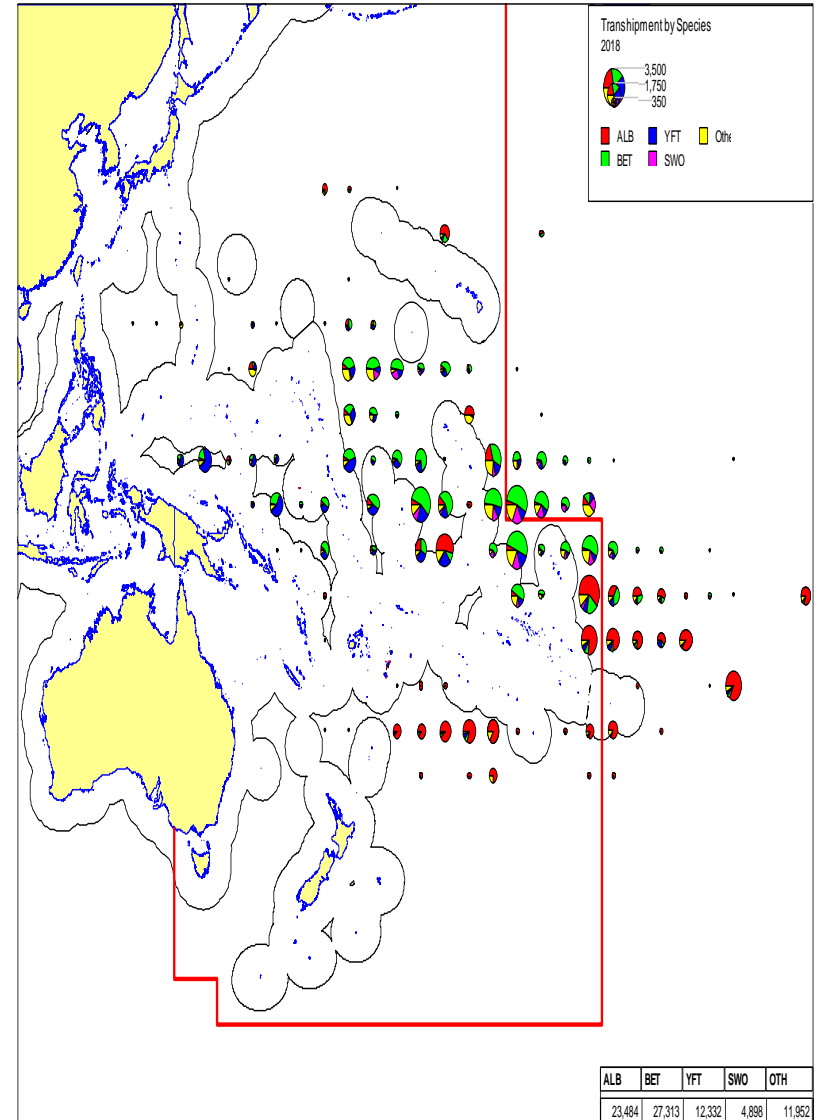 Transhipment by Species
2018
3,500
1,750
350
ALB YFT Othe
BET SWO
ALB BET YFT SWO OTH
23,484 27,313 12,332 4,898 11,952